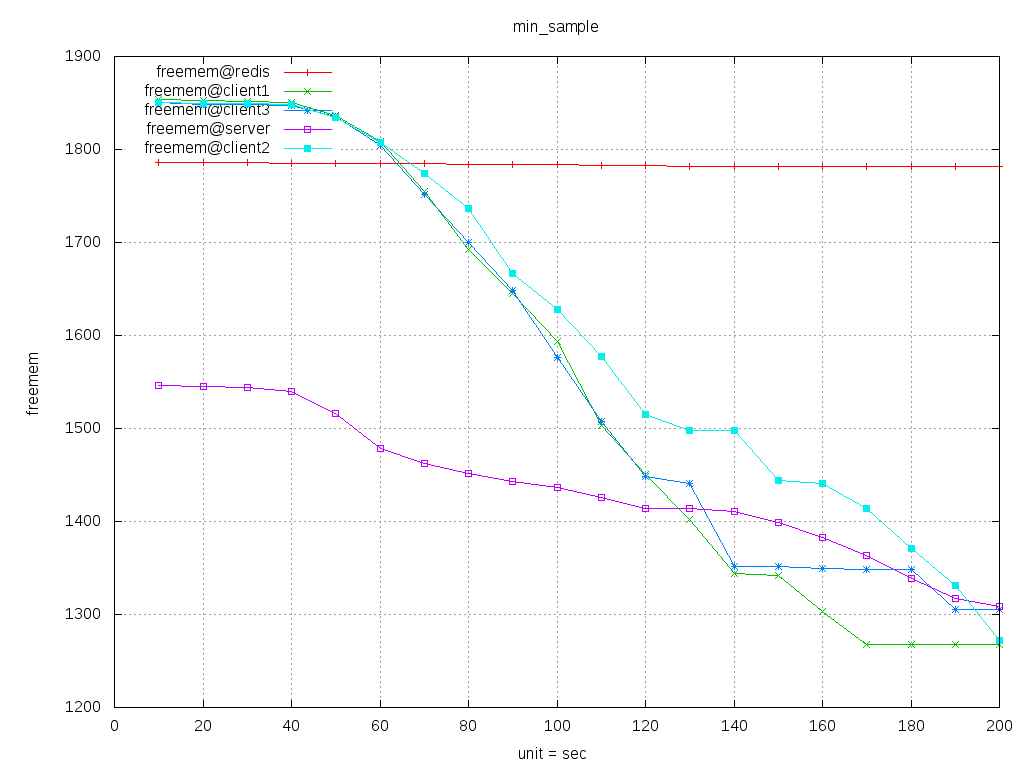 min_sample
1900
1800
1700
1600
1500
1400
1300
1200
freemem
freemem@redis
freemem@client1
freemem@client3
freemem@server
freemem@client2
0 20 40 60 80 100 120 140 160 180 200
unit = sec